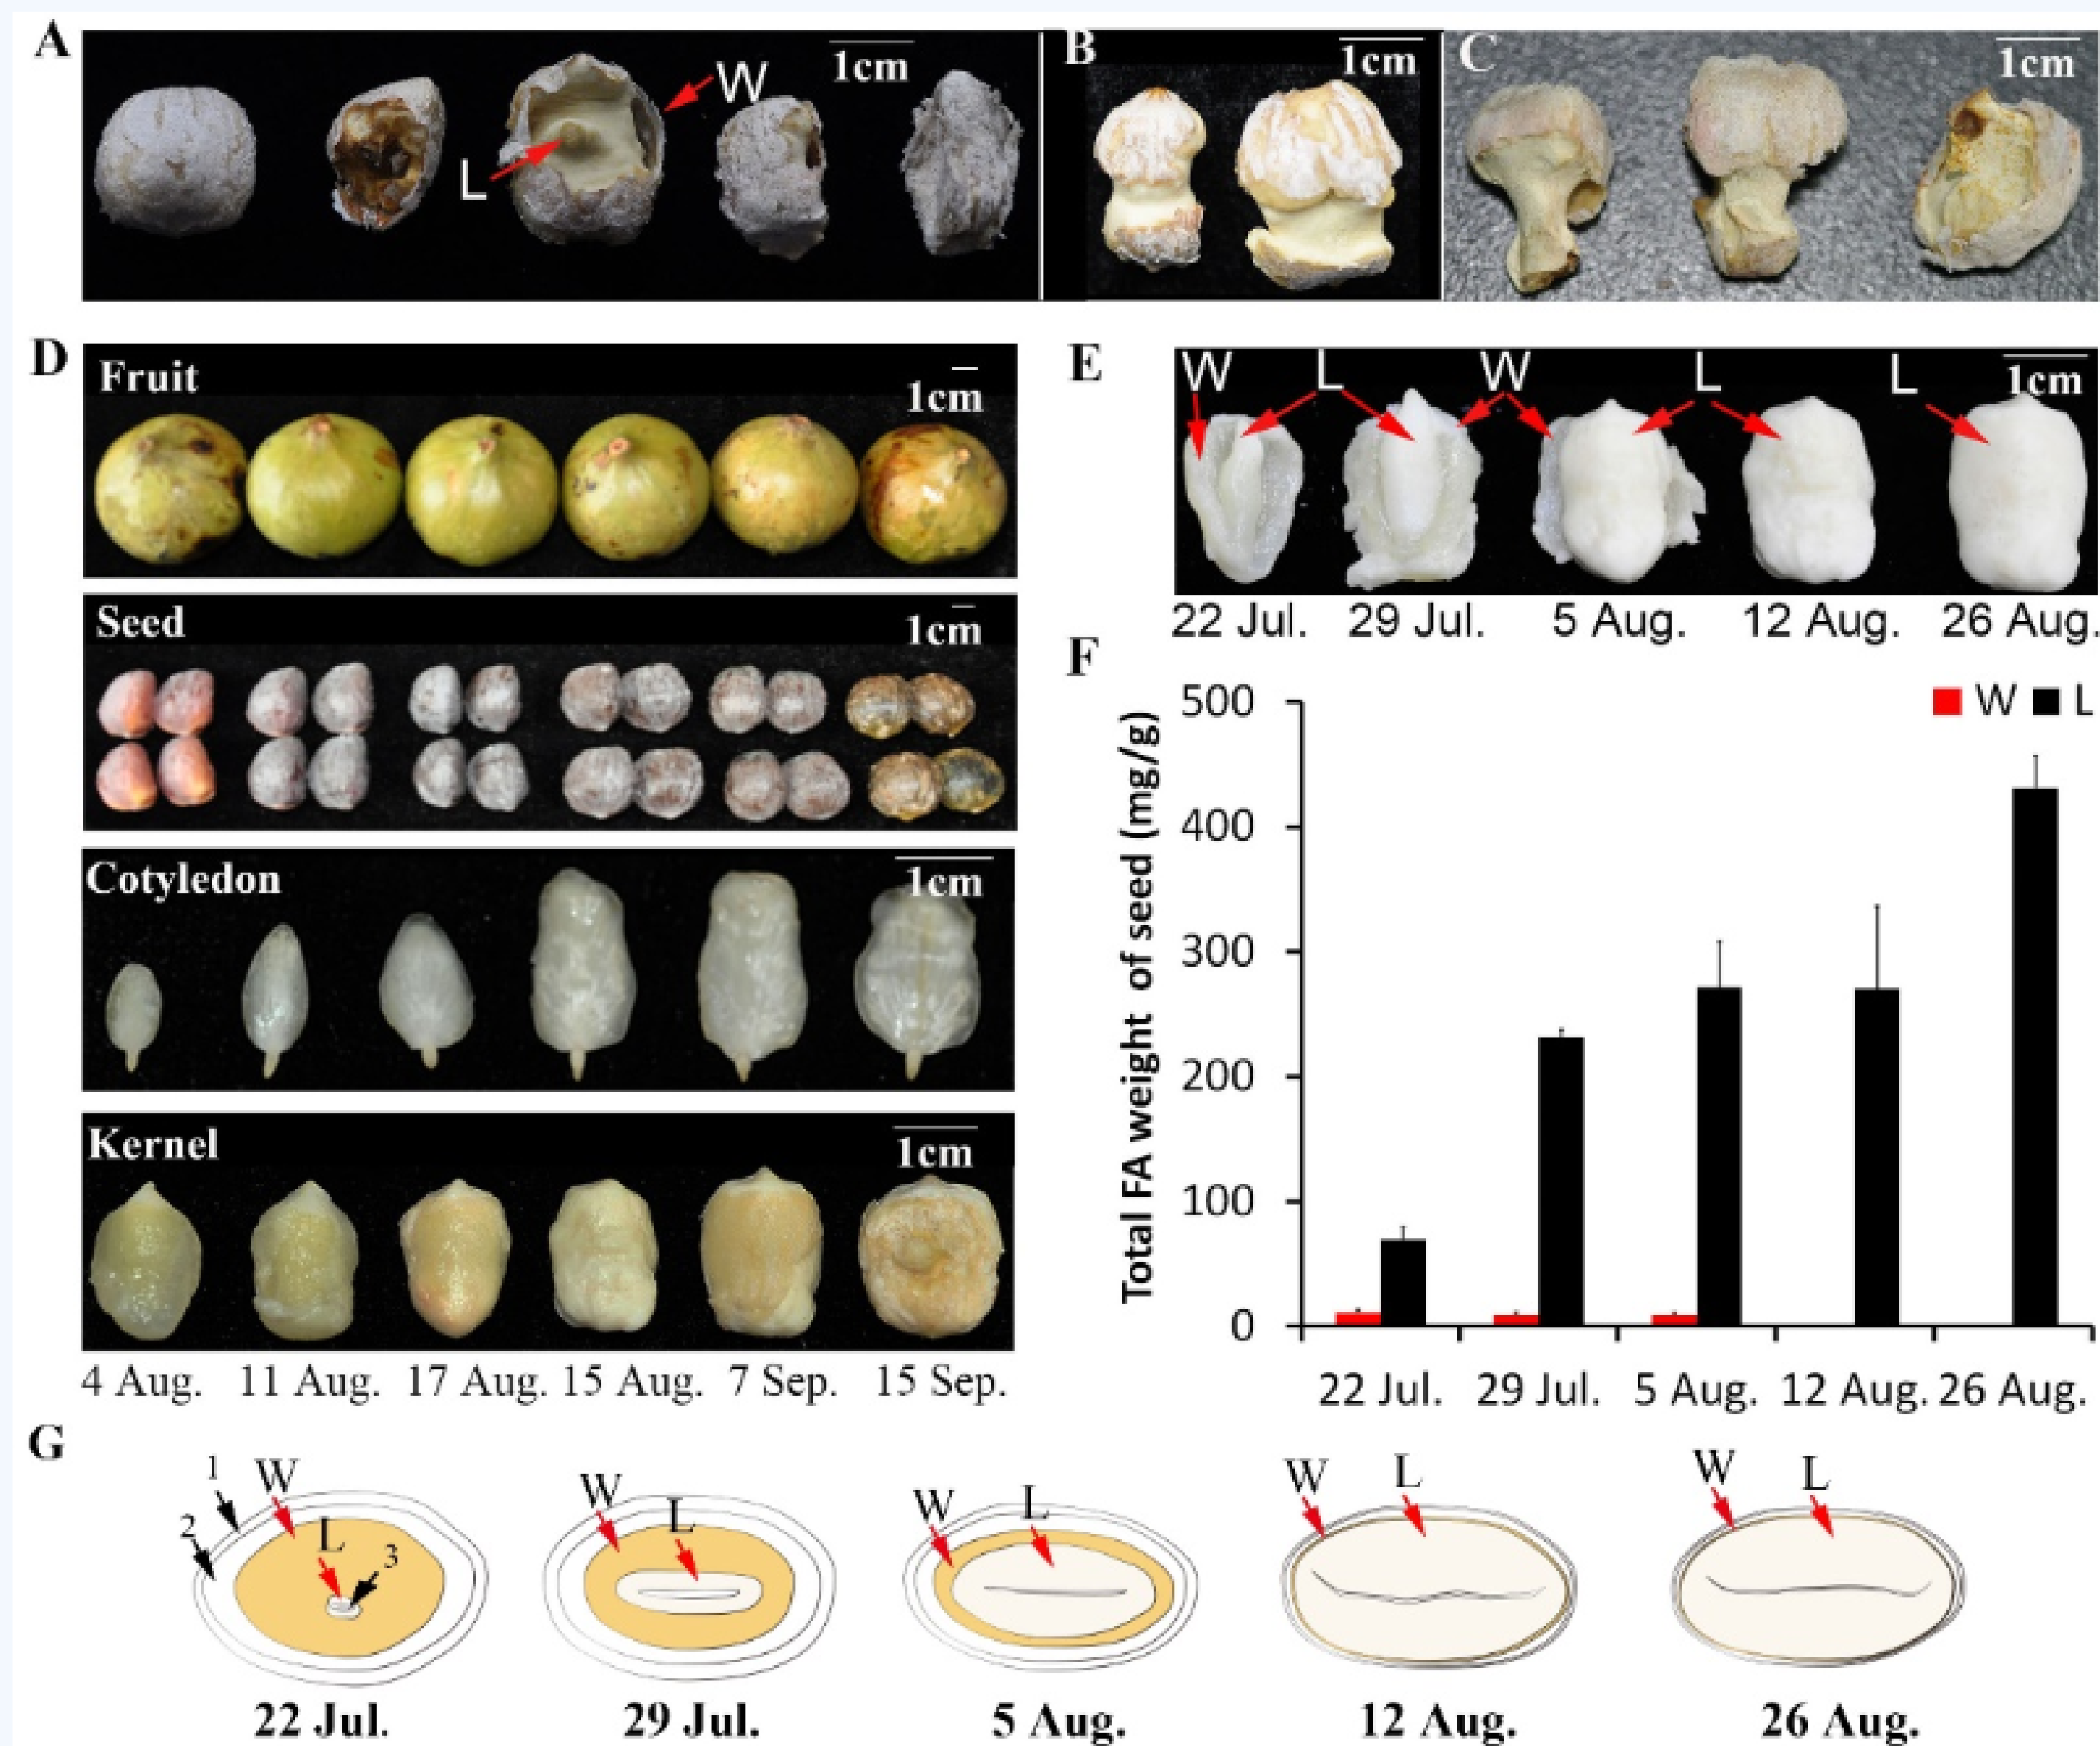 A
1cm
W
L
B
1cm
C
1cm
D
Fruit
1cm
Seed
1cm
Cotyledon
1cm
Kernel
1cm
4 Aug. 11 Aug. 17 Aug. 15 Aug. 7 Sep. 15 Sep.
E
W L W L L
1cm
22 Jul. 29 Jul. 5 Aug. 12 Aug. 26 Aug.
F
W L
Total FA weight of seed (mg/g)
500
400
300
200
100
0
22 Jul. 29 Jul. 5 Aug. 12 Aug. 26 Aug.
G
1 W
2 L 3
W L
W L
W L
W L
22 Jul. 29 Jul. 5 Aug. 12 Aug. 26 Aug.